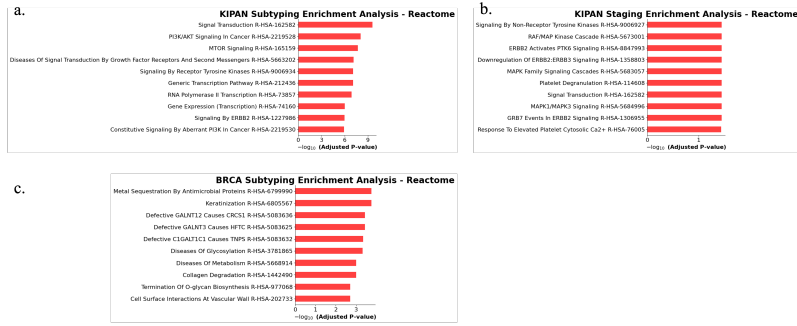 a.
KIPAN Subtyping Enrichment Analysis - Reactome
Signal Transduction R-HSA-162582
PI3K/AKT Signaling In Cancer R-HSA-2219528
MTOR Signaling R-HSA-165159
Diseases Of Signal Transduction By Growth Factor Receptors And Second Messengers R-HSA-5663202
Signaling By Receptor Tyrosine Kinases R-HSA-9006934
Generic Transcription Pathway R-HSA-212436
RNA Polymerase II Transcription R-HSA-73857
Gene Expression (Transcription) R-HSA-74160
Signaling By ERBB2 R-HSA-1227986
Constitutive Signaling By Aberrant PI3K In Cancer R-HSA-2219530
0 3 6 9
−log₁₀ (Adjusted P-value)
b.
KIPAN Staging Enrichment Analysis - Reactome
Signaling By Non-Receptor Tyrosine Kinases R-HSA-9006927
RAF/MAP Kinase Cascade R-HSA-5673001
ERBB2 Activates PTK6 Signaling R-HSA-8847993
Downregulation Of ERBB2:ERBB3 Signaling R-HSA-1358803
MAPK Family Signaling Cascades R-HSA-5683057
Platelet Degranulation R-HSA-114608
Signal Transduction R-HSA-162582
MAPK1/MAPK3 Signaling R-HSA-5684996
GRB7 Events In ERBB2 Signaling R-HSA-1306955
Response To Elevated Platelet Cytosolic Ca2+ R-HSA-76005
0 1
−log₁₀ (Adjusted P-value)
c.
BRCA Subtyping Enrichment Analysis - Reactome
Metal Sequestration By Antimicrobial Proteins R-HSA-6799990
Keratinization R-HSA-6805567
Defective GALNT12 Causes CRCS1 R-HSA-5083636
Defective GALNT3 Causes HFTC R-HSA-5083625
Defective C1GALT1C1 Causes TNPS R-HSA-5083632
Diseases Of Glycosylation R-HSA-3781865
Diseases Of Metabolism R-HSA-5668914
Collagen Degradation R-HSA-1442490
Termination Of O-glycan Biosynthesis R-HSA-977068
Cell Surface Interactions At Vascular Wall R-HSA-202733
0 1 2 3
−log₁₀ (Adjusted P-value)